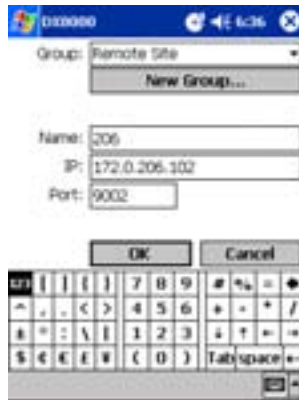 DX8000 6:36
Group: Remote Site
New Group...
Name: 206
IP: 172.0.206.102
Port: 9002
OK Cancel
123 [ ] { } 7 8 9 # % =
^ , . < > 4 5 6 + - * /
± " : \ | 1 2 3
$ ¢ € £ ¥ ( 0 ) Tab space